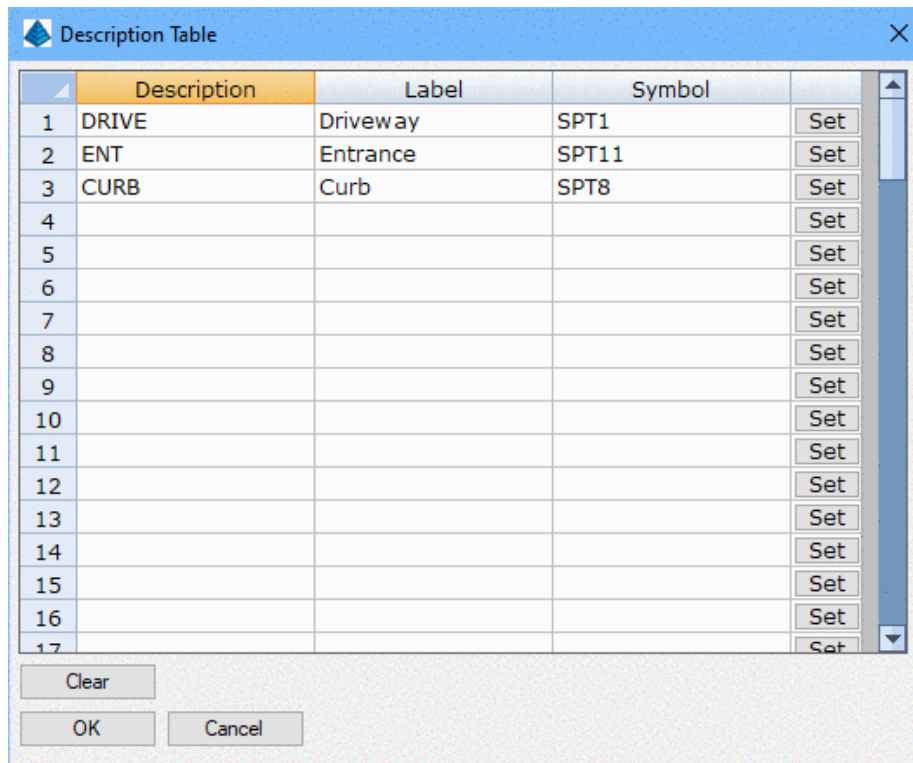 Description Table
Description Label Symbol
1 DRIVE Driveway SPT1 Set
2 ENT Entrance SPT11 Set
3 CURB Curb SPT8 Set
4 Set
5 Set
6 Set
7 Set
8 Set
9 Set
10 Set
11 Set
12 Set
13 Set
14 Set
15 Set
16 Set
17 Set
Clear
OK Cancel